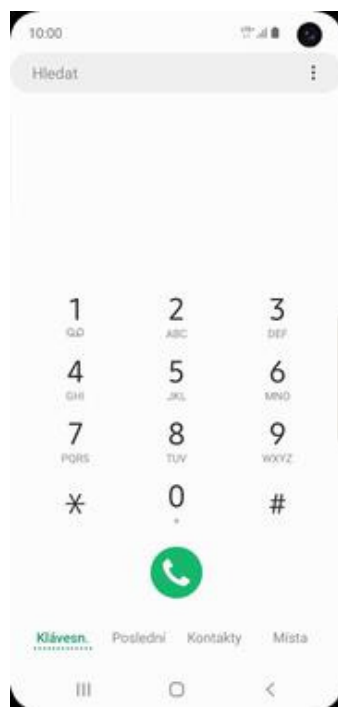 10:00
Hledat
1 2 3
ABC DEF
4 5 6
GHI JKL MNO
7 8 9
PQRS TUV WXYZ
* 0 #
+
Klávesn. Poslední Kontakty Místa